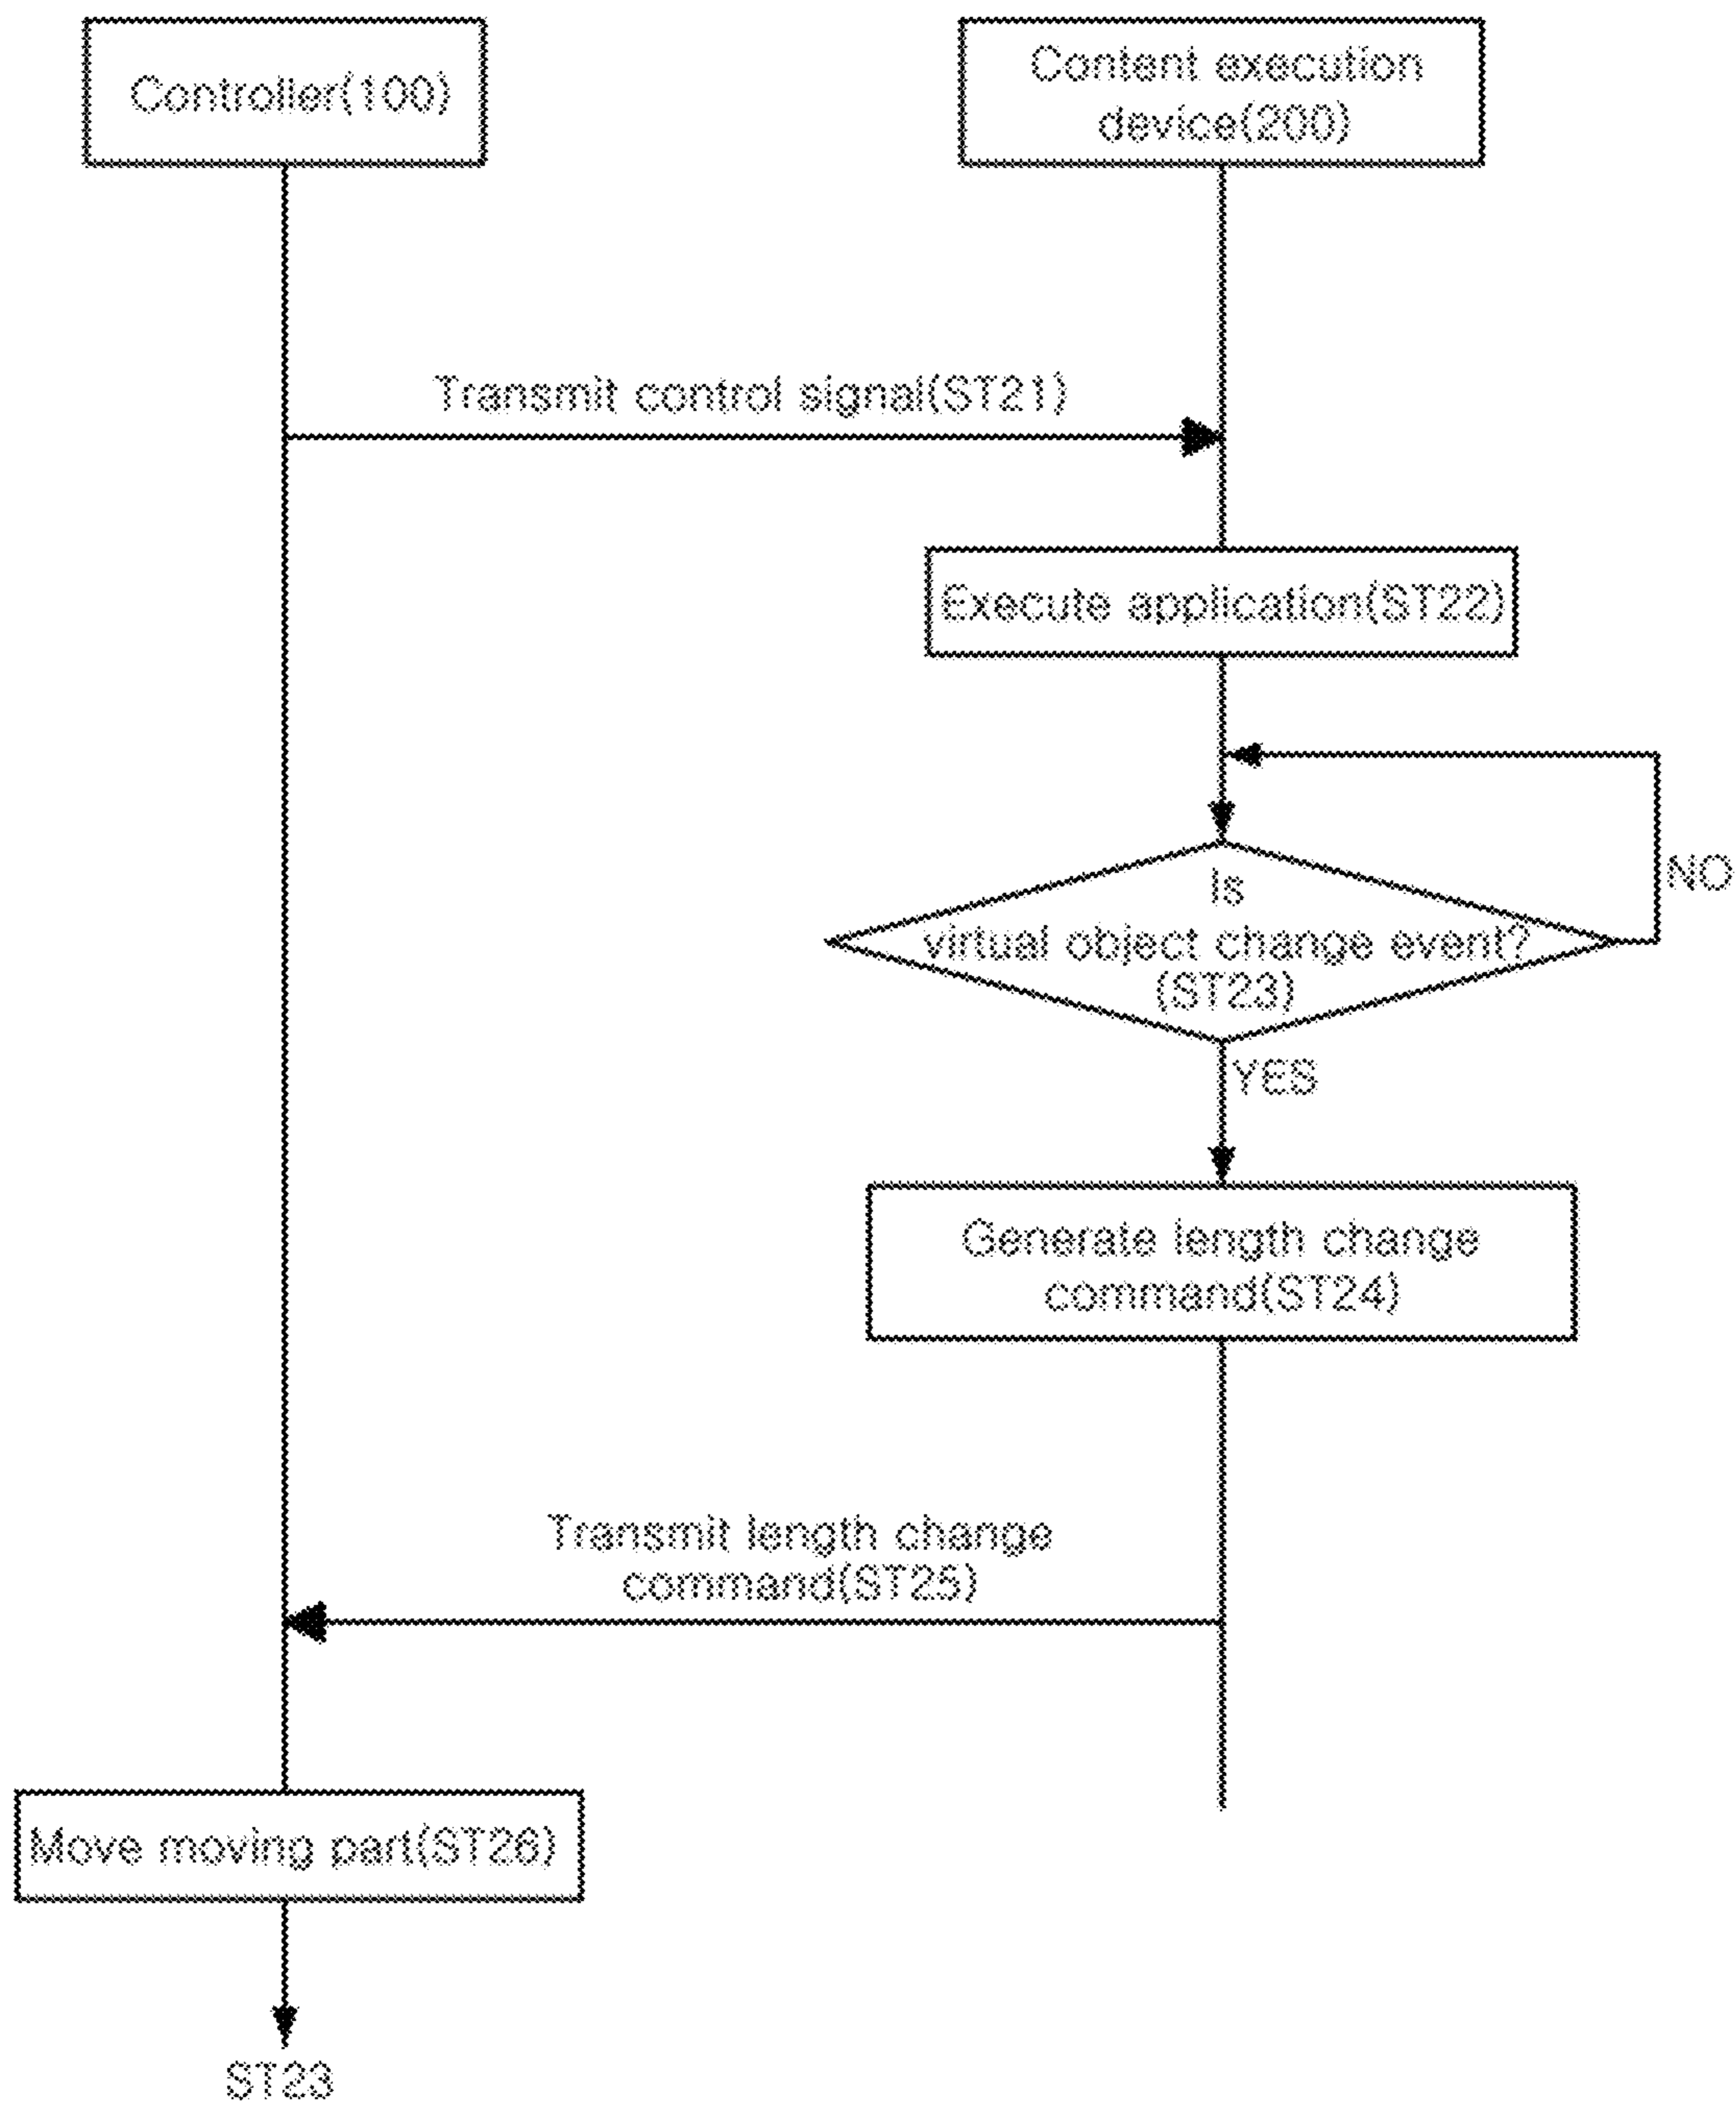 Controller(100)
Content execution
device(200)
Transmit control signal(ST21)
Execute application(ST22)
NO
Is
virtual object change event?
(ST23)
YES
Generate length change
command(ST24)
Transmit length change
command(ST25)
Move moving part(ST26)
ST23